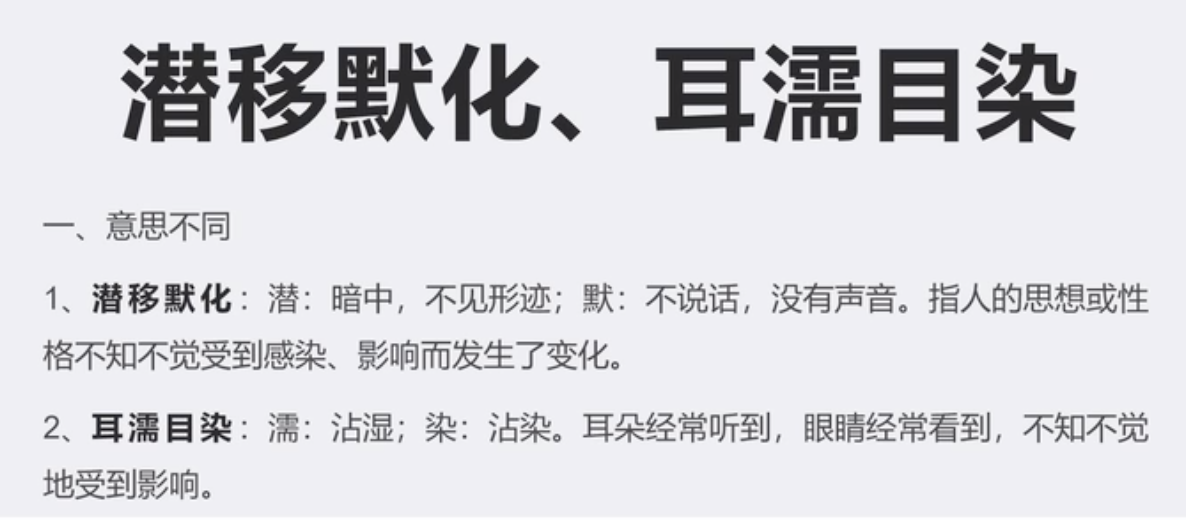 潜移默化、耳濡目染
一、意思不同
1、潜移默化：潜：暗中，不见形迹；默：不说话，没有声音。指人的思想或性
格不知不觉受到感染、影响而发生了变化。
2、耳濡目染：濡：沾湿；染：沾染。耳朵经常听到，眼睛经常看到，不知不觉
地受到影响。